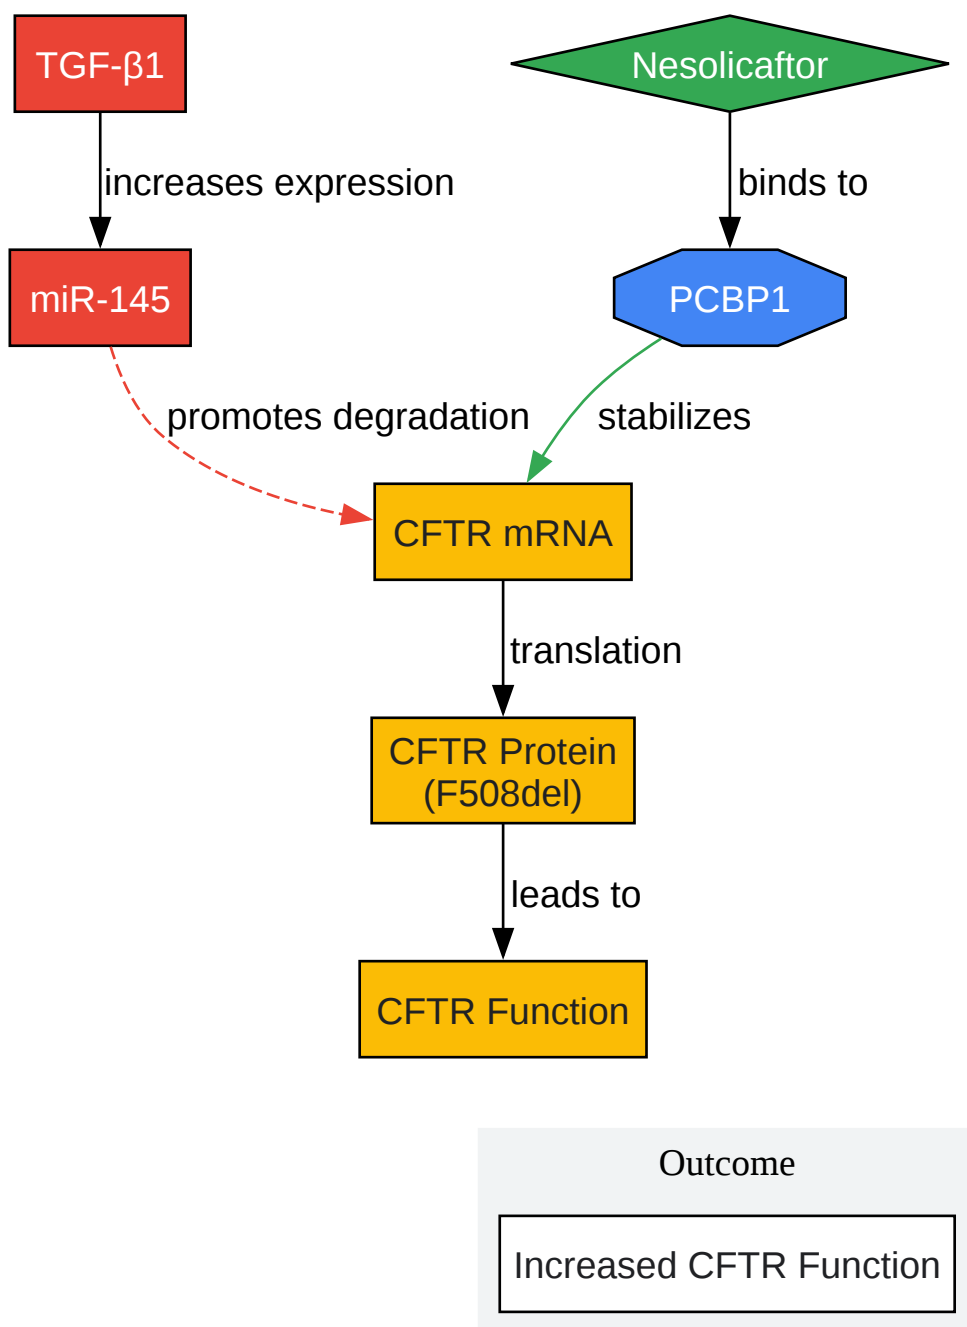 TGF-β1
Nesolicaftor
increases expression
binds to
miR-145
PCBP1
promotes degradation
stabilizes
CFTR mRNA
translation
CFTR Protein
(F508del)
leads to
CFTR Function
Outcome
Increased CFTR Function